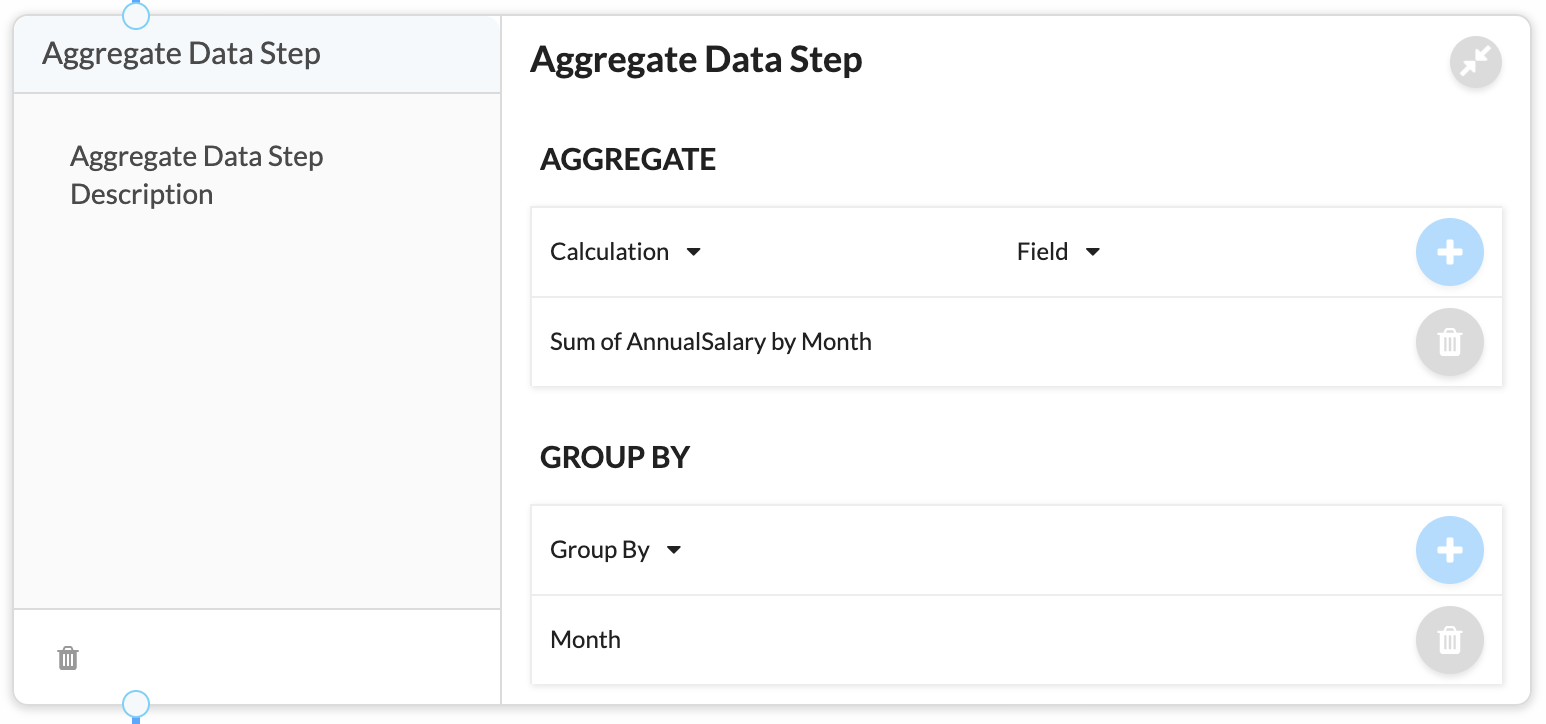 Aggregate Data Step
Aggregate Data Step
Description
Aggregate Data Step
AGGREGATE
Calculation Field
Sum of AnnualSalary by Month
GROUP BY
Group By
Month